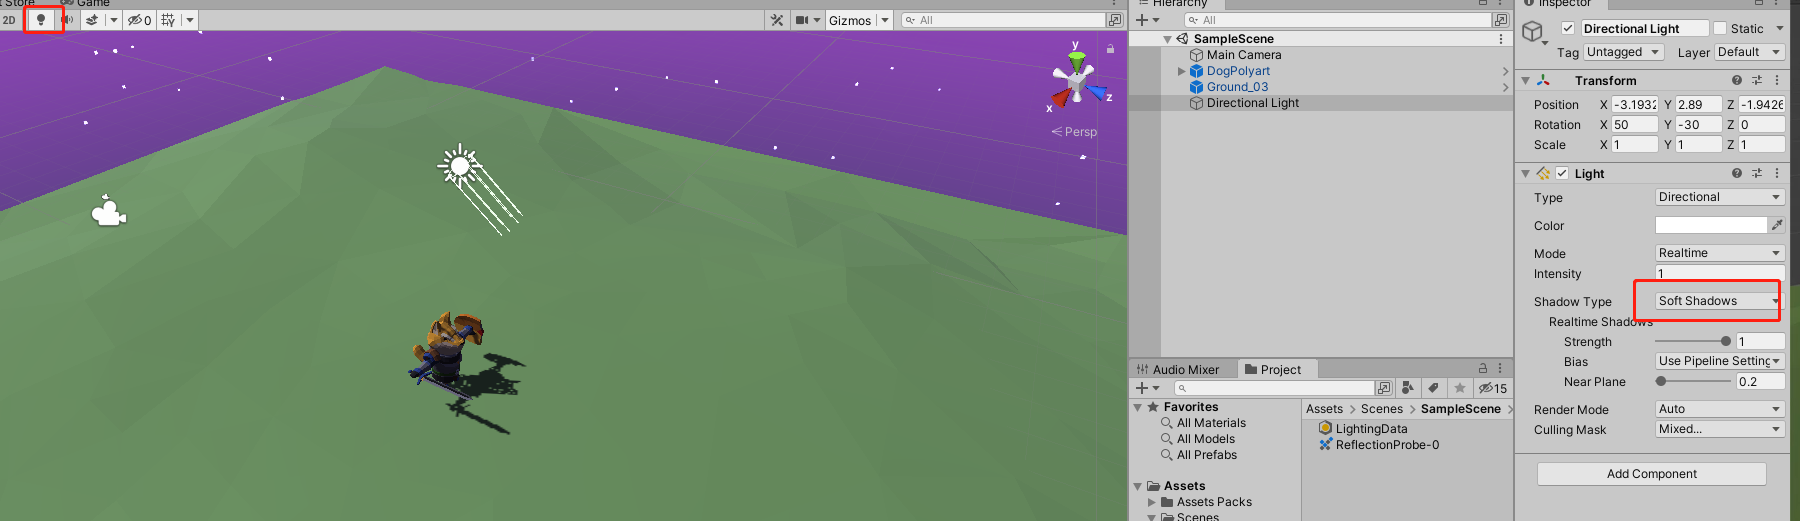 t Store Game
2D
0
Gizmos
All
y
x
z
Persp
Hierarchy
All
SampleScene
Main Camera
DogPolyart
Ground_03
Directional Light
Audio Mixer
Project
15
Favorites
All Materials
All Models
All Prefabs
Assets
Assets Packs
Scenes
Assets > Scenes > SampleScene >
LightingData
ReflectionProbe-0
Inspector
Directional Light Static
Tag Untagged Layer Default
Transform
Position X -3.1932 Y 2.89 Z -1.9426
Rotation X 50 Y -30 Z 0
Scale X 1 Y 1 Z 1
Light
Type Directional
Color
Mode Realtime
Intensity 1
Shadow Type Soft Shadows
Realtime Shadows
Strength 1
Bias Use Pipeline Setting
Near Plane 0.2
Render Mode Auto
Culling Mask Mixed...
Add Component